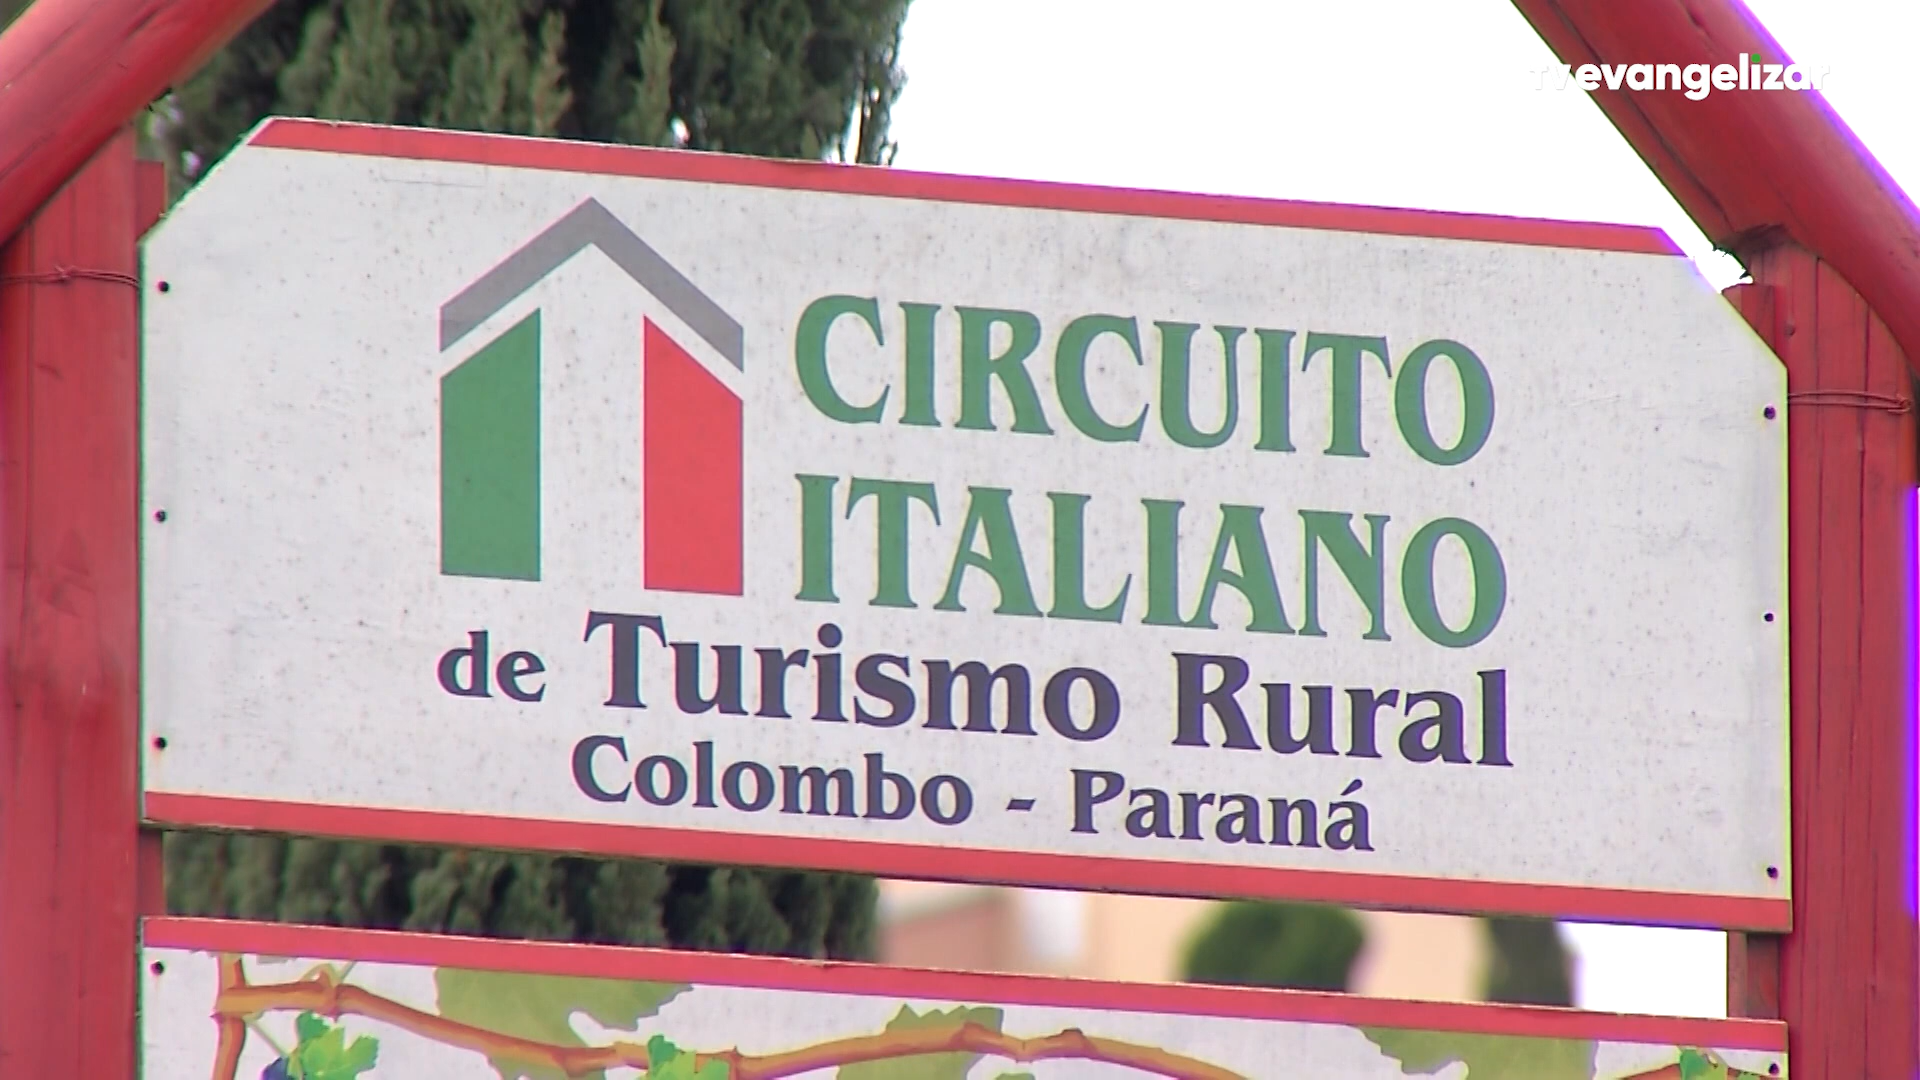 tvevangelizar
CIRCUITO
ITALIANO
de Turismo Rural
Colombo - Paraná